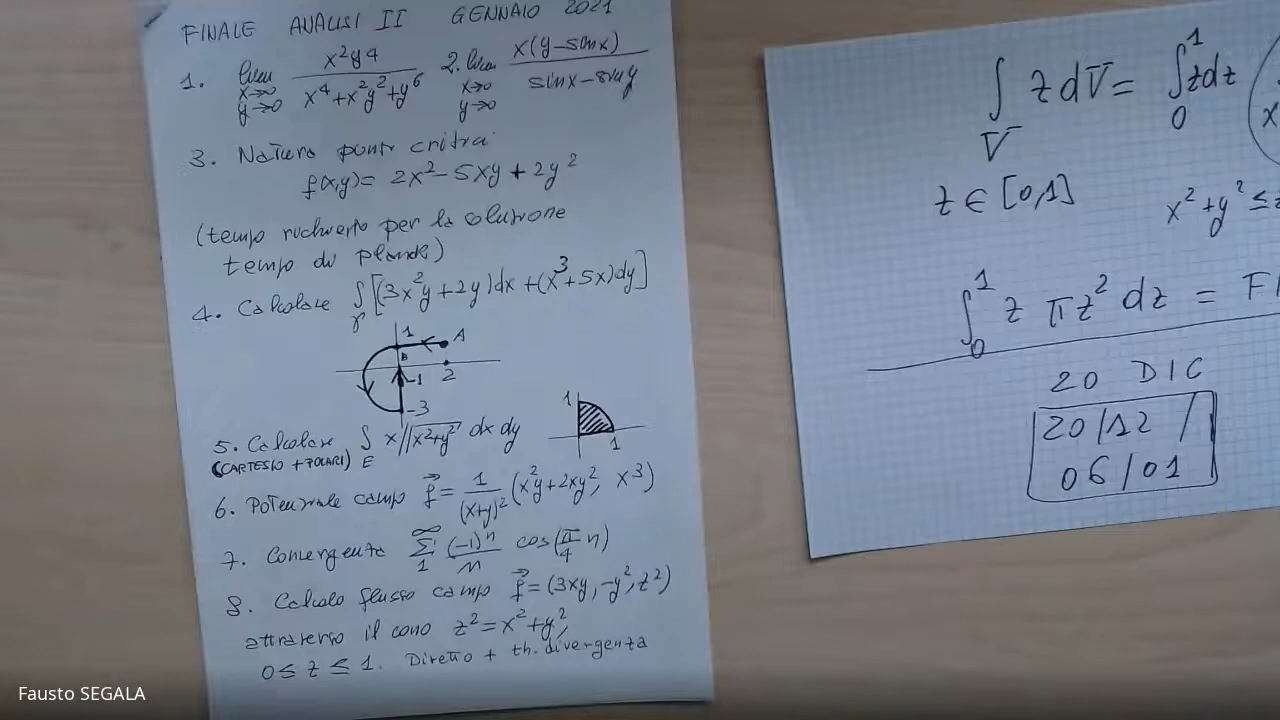 FINALE ANALISI II GENNAIO 2021
1. lim x→0 y→0 x²y⁴ / x⁴+x²y²+y⁶ 2. lim x→0 y→0 x(y-sinx) / sinx-siny
3. Natura punti critici
f(x,y)= 2x²-5xy+2y²
(tempo richiesto per la soluzione
tempo di planck)
4. Calcolare ∫γ [(3x²y+2y)dx+(x³+5x)dy]
1 A
B
-1 2
-3
5. Calcolare ∫E x/√x²+y² dx dy
(CARTESIO + POLARI)
1
1
6. Potenziale campo f⃗= 1/(x+y)² (x²y+2xy², x³)
7. Convergenza ∑₁^∞ (-1)ⁿ/n cos(π/4 n)
8. Calcolo flusso campo f⃗=(3xy,-y²,z²)
attraverso il cono z²=x²+y²,
0≤z≤1. Diretto + th. divergenza
∫V z dV = ∫₀¹ z dz
x
z ∈ [0,1] x²+y² ≤ z
∫₀¹ z π z² dz =
20 DIC
20/12 /
06/01
Fausto SEGALA